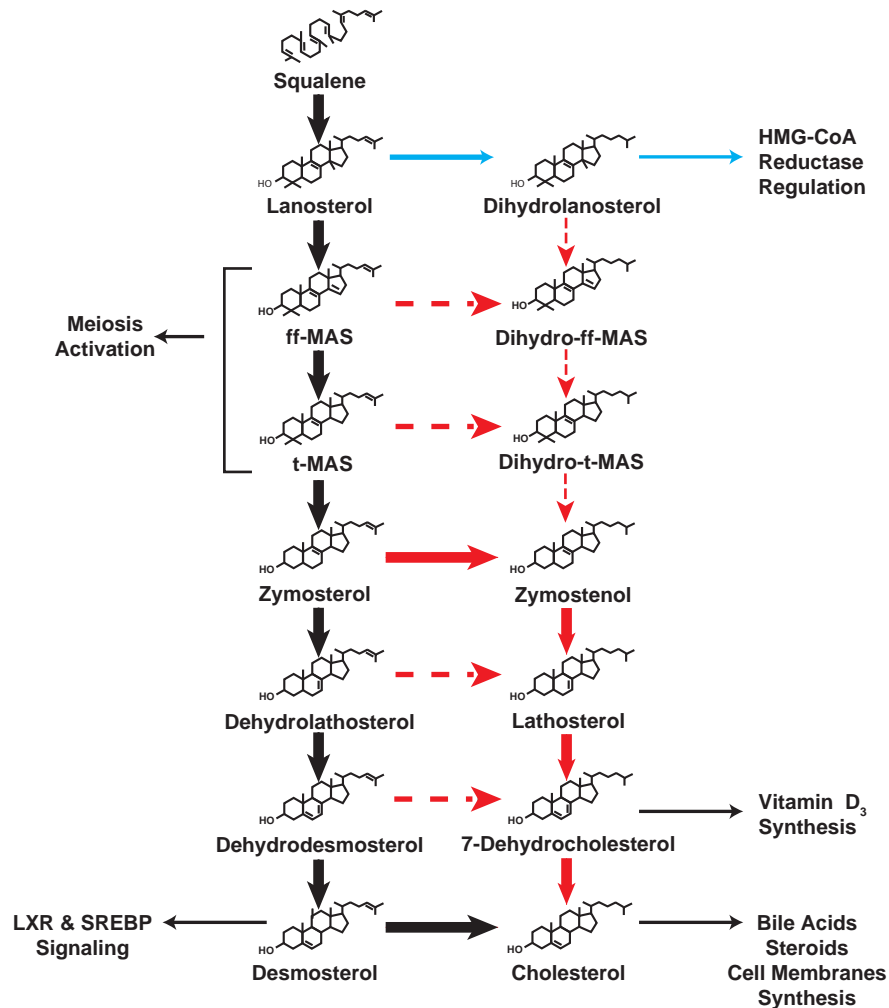 Squalene
HO
Lanosterol
HO
Dihydrolanosterol
HMG-CoA
Reductase
Regulation
HO
ff-MAS
HO
Dihydro-ff-MAS
Meiosis
Activation
HO
t-MAS
HO
Dihydro-t-MAS
HO
Zymosterol
HO
Zymostenol
HO
Dehydrolathosterol
HO
Lathosterol
HO
Dehydrodesmosterol
HO
7-Dehydrocholesterol
Vitamin D3
Synthesis
LXR & SREBP
Signaling
HO
Desmosterol
HO
Cholesterol
Bile Acids
Steroids
Cell Membranes
Synthesis